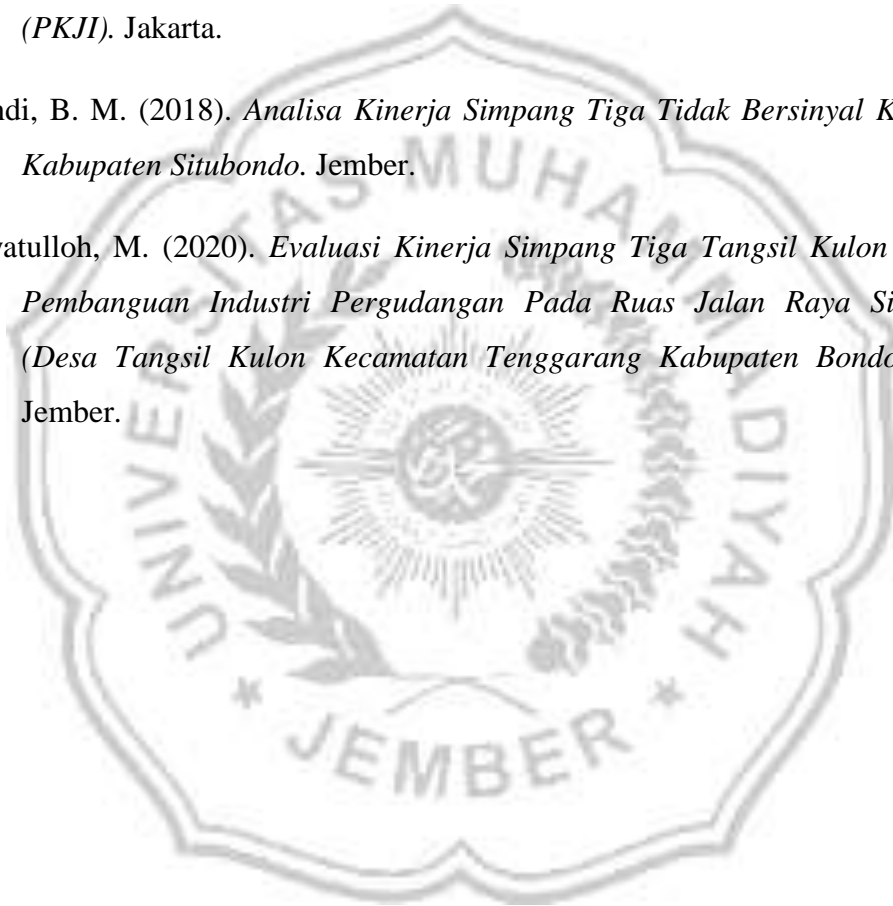 (PKJI). Jakarta.
ndi, B. M. (2018). Analisa Kinerja Simpang Tiga Tidak Bersinyal K
Kabupaten Situbondo. Jember.
vatulloh, M. (2020). Evaluasi Kinerja Simpang Tiga Tangsil Kulon
Pembanguan Industri Pergudangan Pada Ruas Jalan Raya Si
(Desa Tangsil Kulon Kecamatan Tenggarang Kabupaten Bondo
Jember.
UNIVERSITAS MUHAMMADIYAH
* JEMBER *